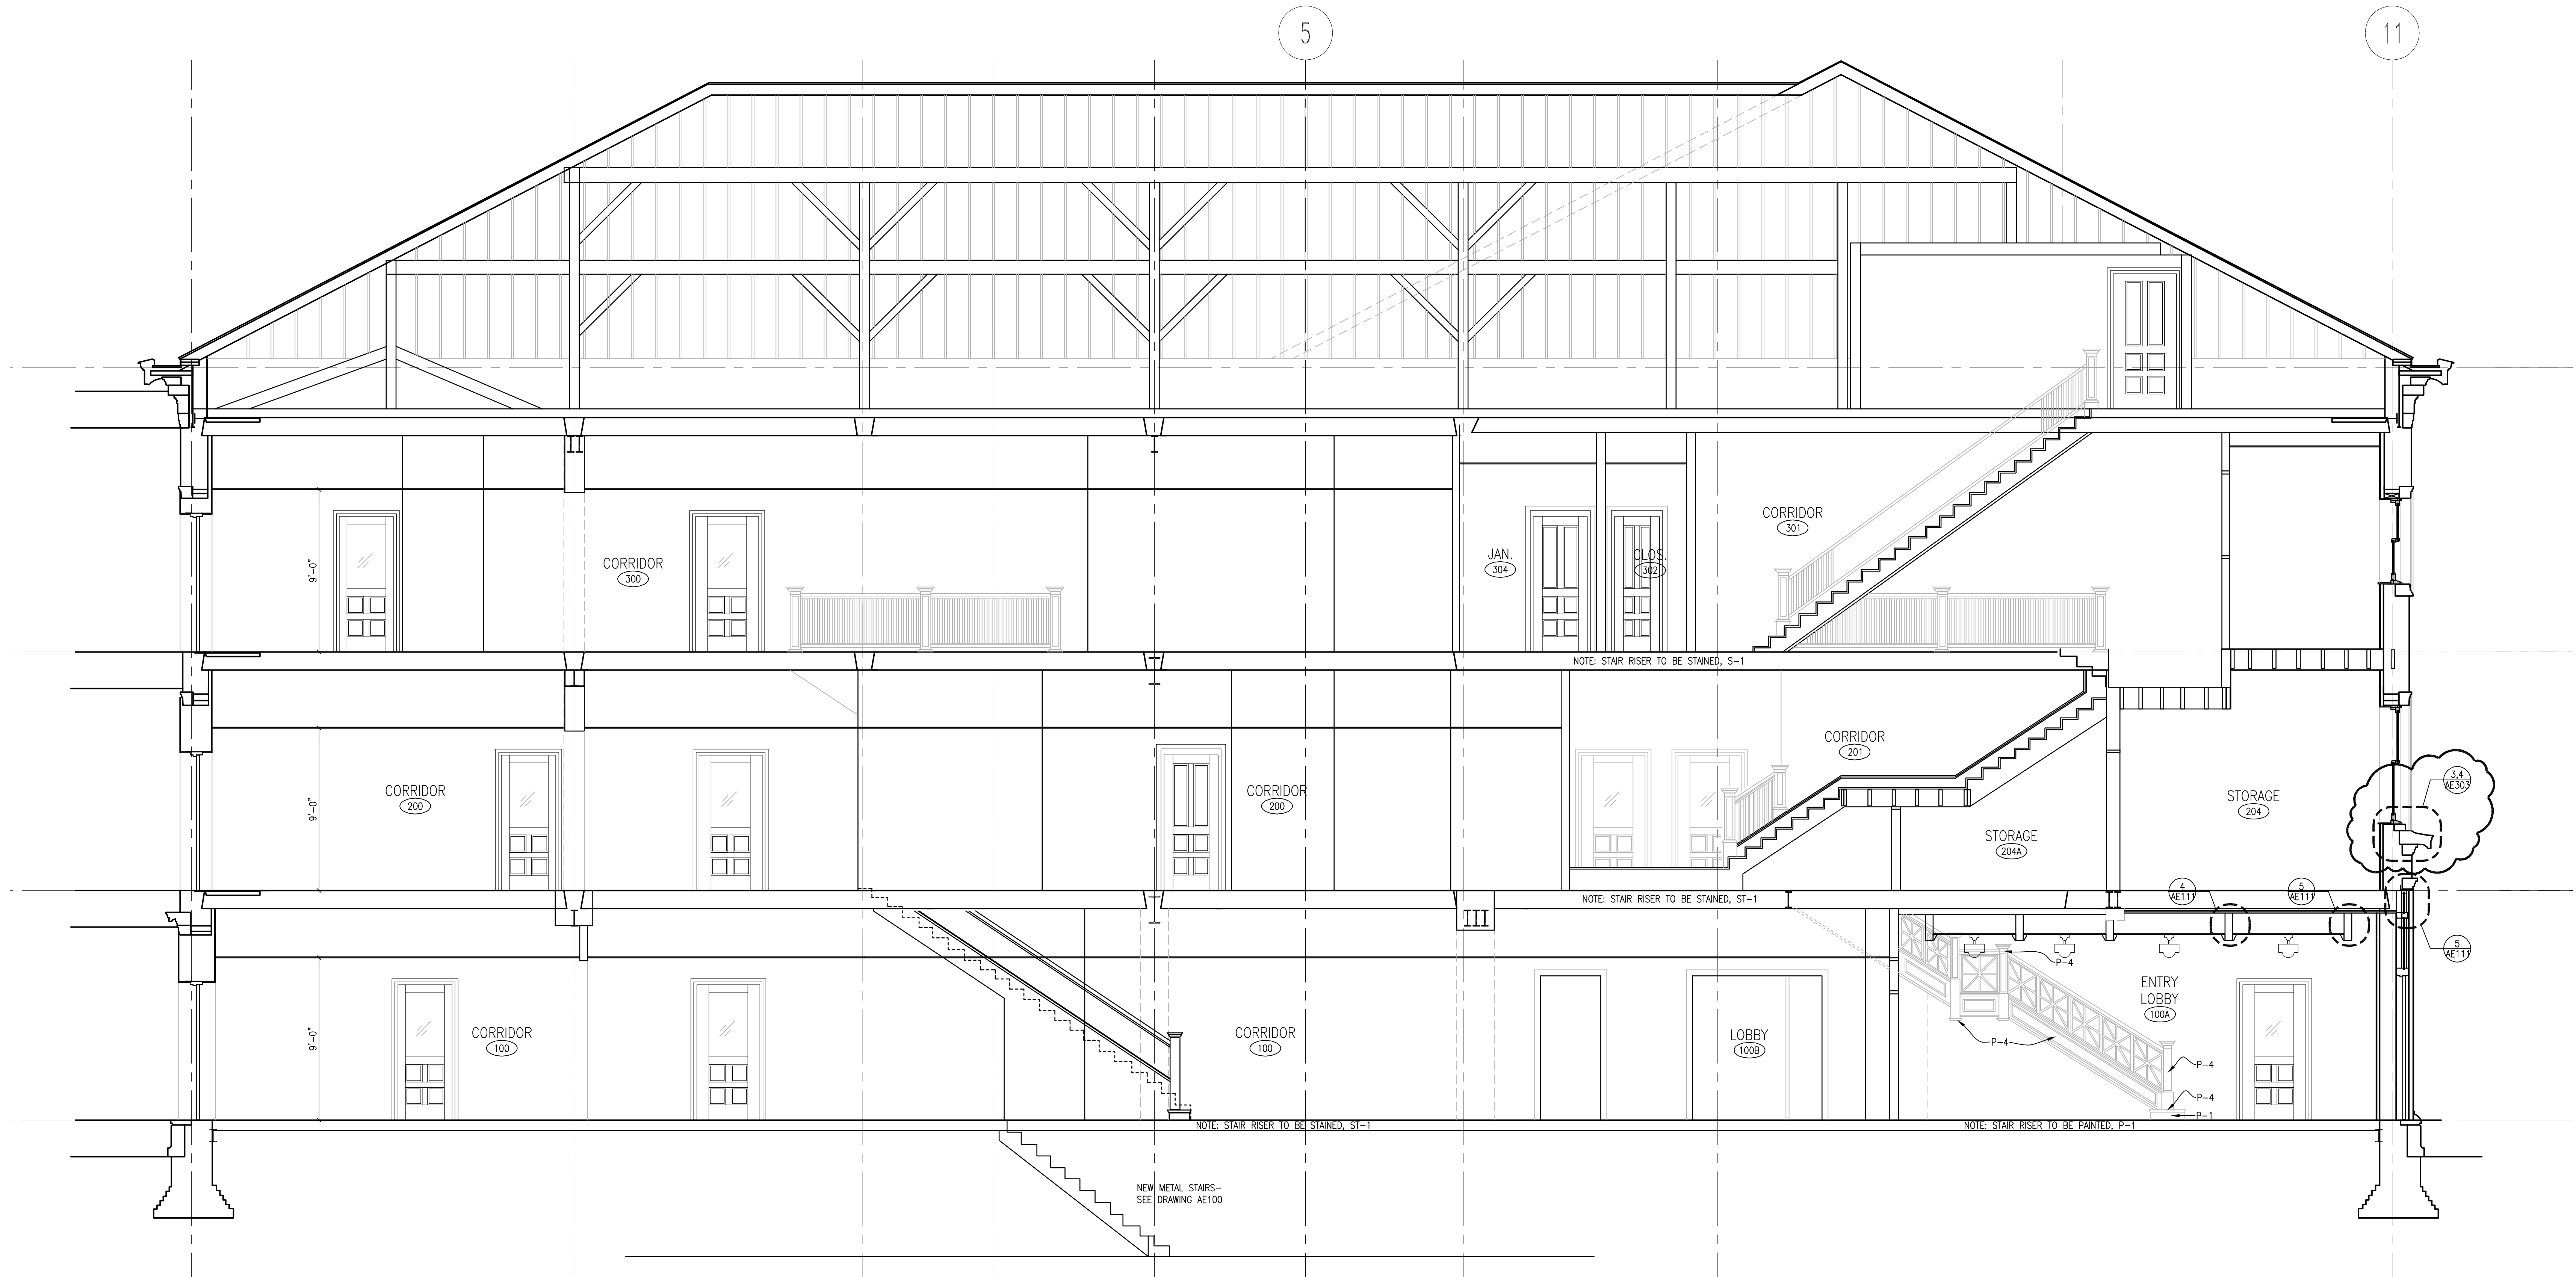 5
11
CORRIDOR
301
JAN.
304
CLOS.
302
9'-0"
CORRIDOR
300
NOTE: STAIR RISER TO BE STAINED, S-1
CORRIDOR
201
3,4
AE303
CORRIDOR
200
CORRIDOR
200
STORAGE
204
9'-0"
STORAGE
204A
4
AE111
5
AE111
NOTE: STAIR RISER TO BE STAINED, ST-1
5
AE111
P-4
ENTRY
LOBBY
100A
9'-0"
CORRIDOR
100
CORRIDOR
100
LOBBY
100B
P-4
P-4
P-4
P-1
NOTE: STAIR RISER TO BE STAINED, ST-1
NOTE: STAIR RISER TO BE PAINTED, P-1
NEW METAL STAIRS-
SEE DRAWING AE100